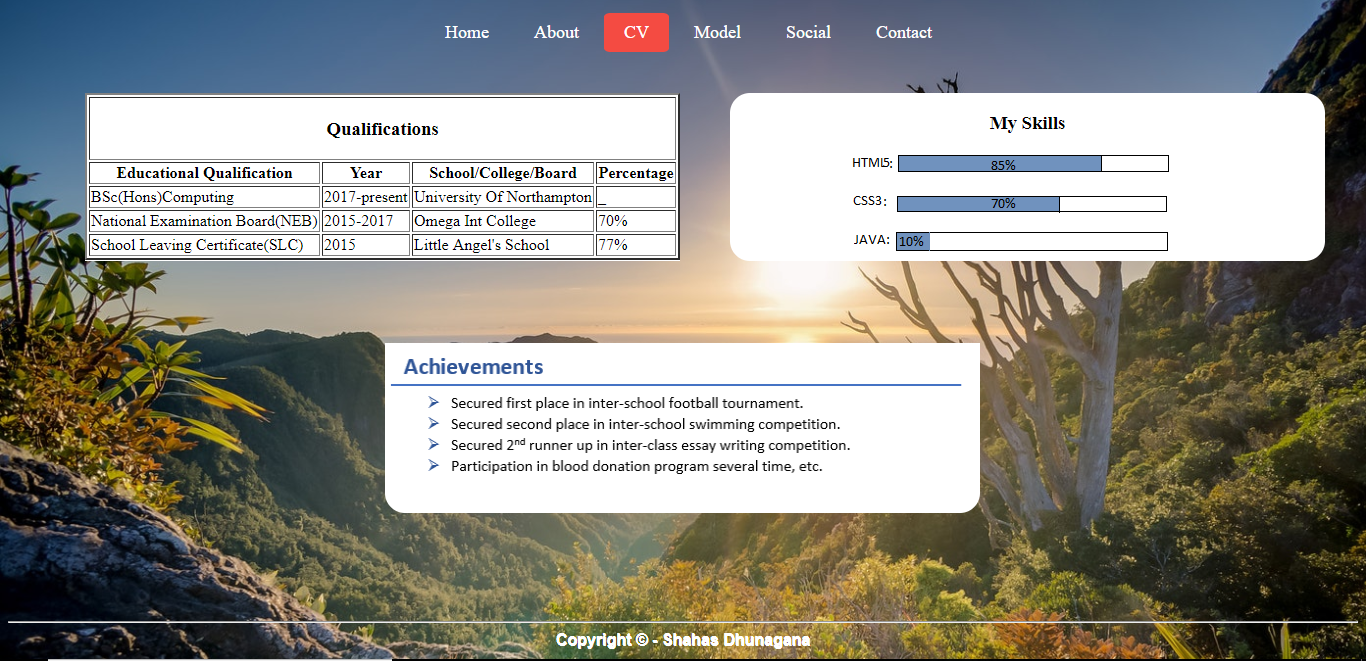 Home About CV Model Social Contact
Qualifications
Educational Qualification Year School/College/Board Percentage
BSc(Hons)Computing 2017-present University Of Northampton _
National Examination Board(NEB) 2015-2017 Omega Int College 70%
School Leaving Certificate(SLC) 2015 Little Angel's School 77%
My Skills
HTML5: 85%
CSS3: 70%
JAVA: 10%
Achievements
➢ Secured first place in inter-school football tournament.
➢ Secured second place in inter-school swimming competition.
➢ Secured 2nd runner up in inter-class essay writing competition.
➢ Participation in blood donation program several time, etc.
Copyright © - Shahas Dhunagana